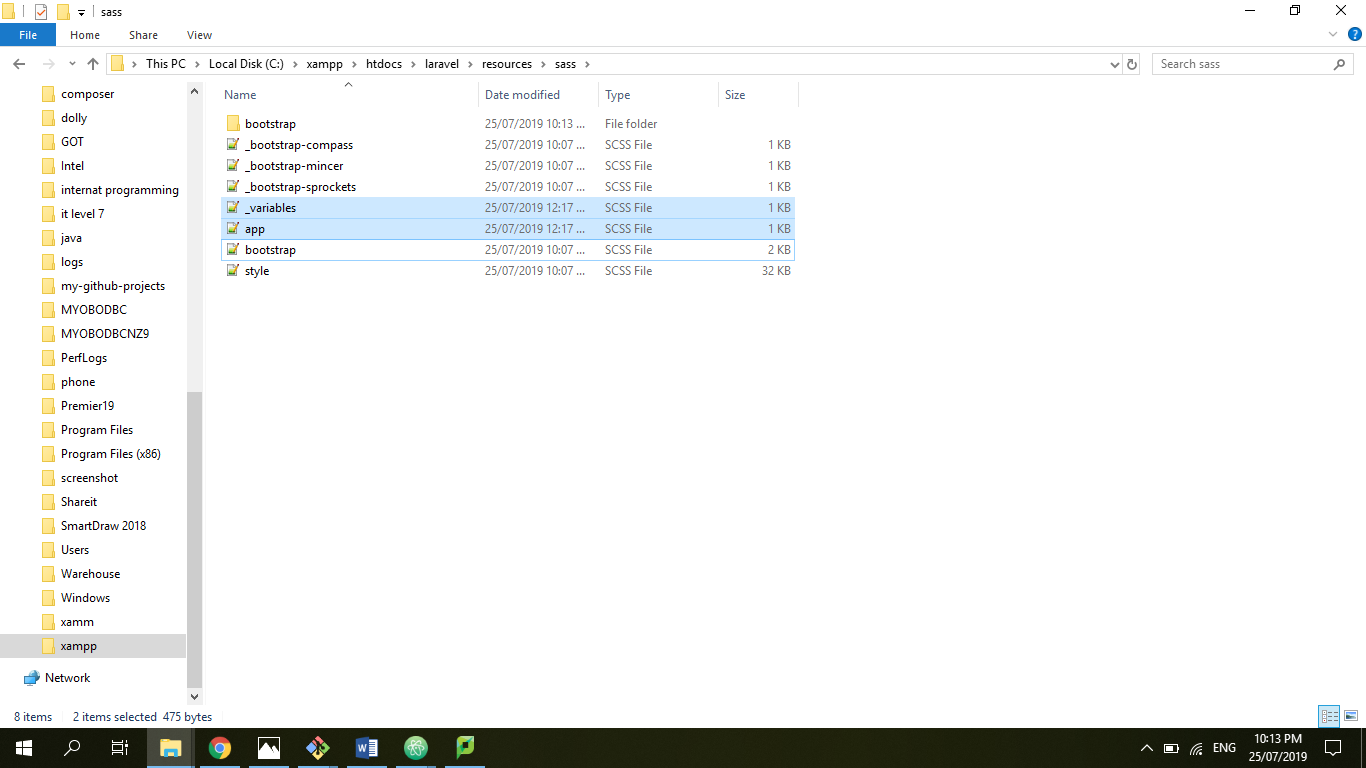 sass
File Home Share View
This PC Local Disk (C:) xampp htdocs laravel resources sass
Search sass
Name Date modified Type Size
composer
dolly
GOT
Intel
internat programming
it level 7
java
logs
my-github-projects
MYOBODBC
MYOBODBCNZ9
PerfLogs
phone
Premier19
Program Files
Program Files (x86)
screenshot
Shareit
SmartDraw 2018
Users
Warehouse
Windows
xamm
xampp
Network
bootstrap 25/07/2019 10:13 ... File folder
_bootstrap-compass 25/07/2019 10:07 ... SCSS File 1 KB
_bootstrap-mincer 25/07/2019 10:07 ... SCSS File 1 KB
_bootstrap-sprockets 25/07/2019 10:07 ... SCSS File 1 KB
_variables 25/07/2019 12:17 ... SCSS File 1 KB
app 25/07/2019 12:17 ... SCSS File 1 KB
bootstrap 25/07/2019 10:07 ... SCSS File 2 KB
style 25/07/2019 10:07 ... SCSS File 32 KB
8 items 2 items selected 475 bytes
ENG
10:13 PM
25/07/2019